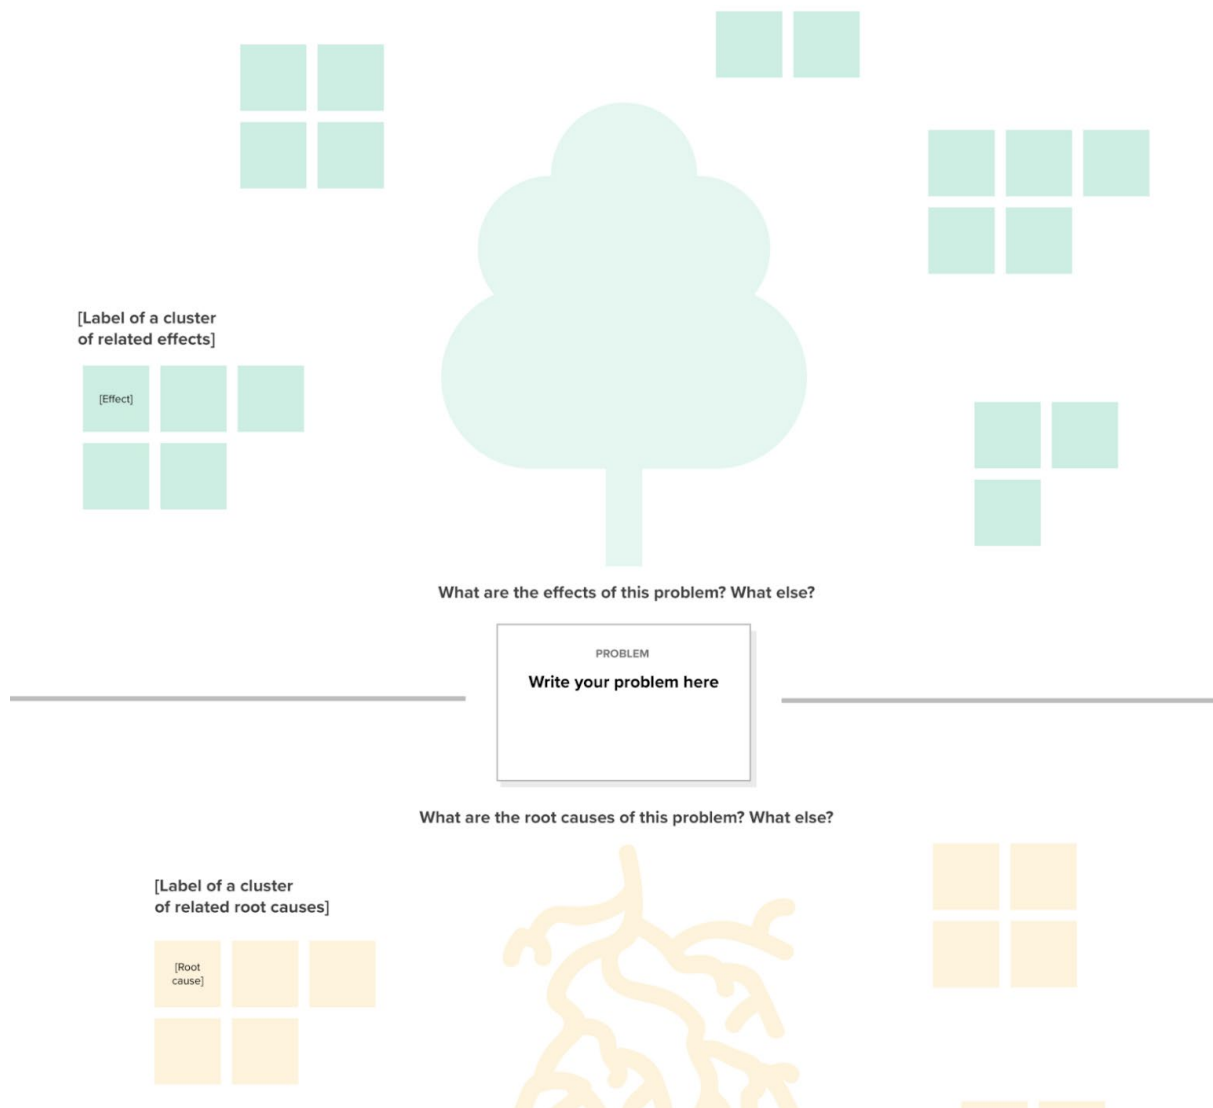 [Label of a cluster
of related effects]
[Effect]
What are the effects of this problem? What else?
PROBLEM
Write your problem here
What are the root causes of this problem? What else?
[Label of a cluster
of related root causes]
[Root
cause]